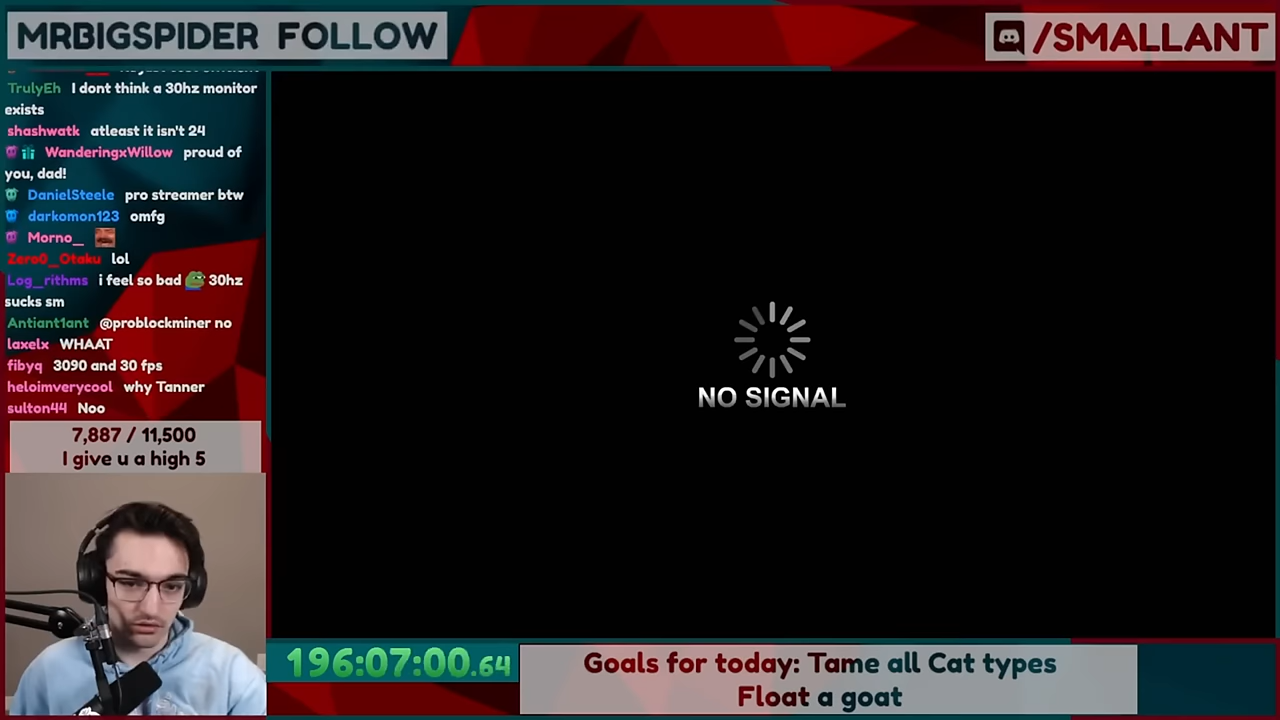 MRBIGSPIDER FOLLOW
/SMALLANT
TrulyEh I dont think a 30hz monitor
exists
shashwatk atleast it isn't 24
WanderingxWillow proud of
you, dad!
DanielSteele pro streamer btw
darkomon123 omfg
Morno_
Zero0_Otaku lol
Log_rithms i feel so bad 30hz
sucks sm
Antiant1ant @problockminer no
laxelx WHAAT
fibyq 3090 and 30 fps
heloimverycool why Tanner
sulton44 Noo
7,887 / 11,500
I give u a high 5
NO SIGNAL
196:07:00.64
Goals for today: Tame all Cat types
Float a goat